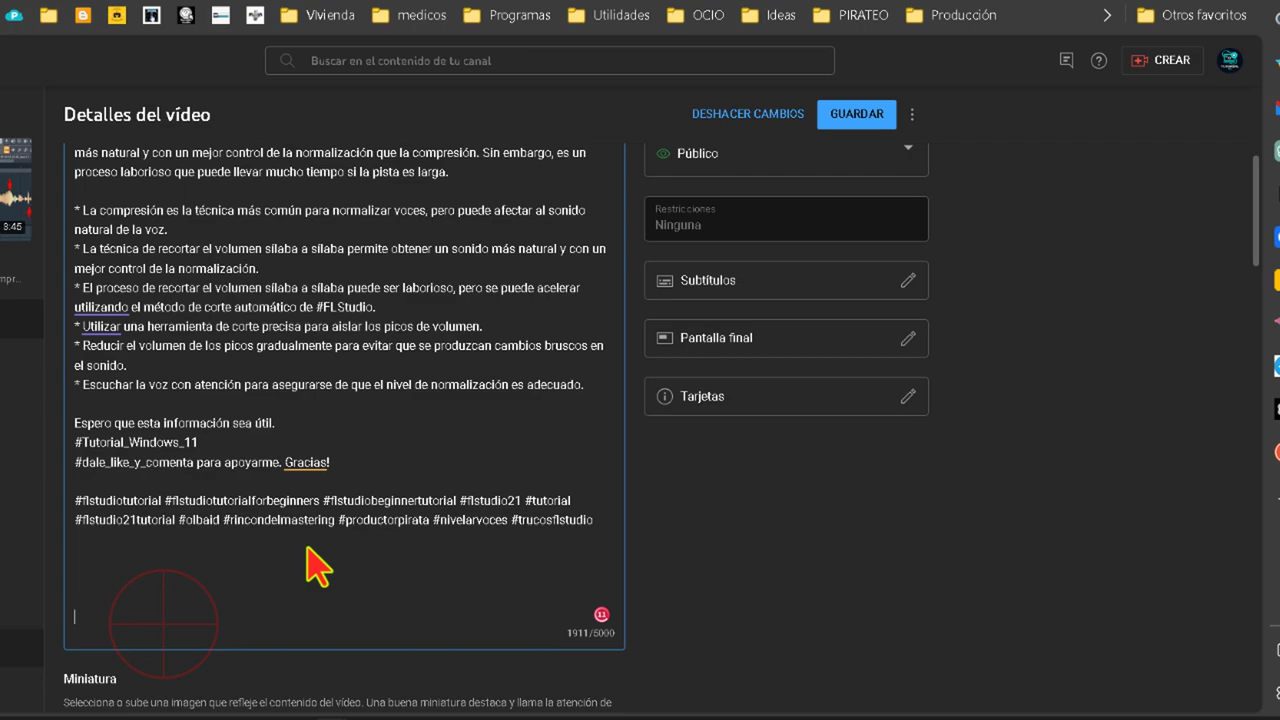 Vivienda medicos Programas Utilidades OCIO Ideas PIRATEO Producción Otros favoritos
Buscar en el contenido de tu canal CREAR
Detalles del vídeo DESHACER CAMBIOS GUARDAR
más natural y con un mejor control de la normalización que la compresión. Sin embargo, es un
proceso laborioso que puede llevar mucho tiempo si la pista es larga.
* La compresión es la técnica más común para normalizar voces, pero puede afectar al sonido
natural de la voz.
* La técnica de recortar el volumen sílaba a sílaba permite obtener un sonido más natural y con un
mejor control de la normalización.
* El proceso de recortar el volumen sílaba a sílaba puede ser laborioso, pero se puede acelerar
utilizando el método de corte automático de #FLStudio.
* Utilizar una herramienta de corte precisa para aislar los picos de volumen.
* Reducir el volumen de los picos gradualmente para evitar que se produzcan cambios bruscos en
el sonido.
* Escuchar la voz con atención para asegurarse de que el nivel de normalización es adecuado.
Espero que esta información sea útil.
#Tutorial_Windows_11
#dale_like_y_comenta para apoyarme. Gracias!
#flstudiotutorial #flstudiotutorialforbeginners #flstudiobeginnertutorial #flstudio21 #tutorial
#flstudio21tutorial #olbaid #rincondelmastering #productorpirata #nivelarvoces #trucosflstudio
11
1911/5000
Público
Restricciones
Ninguna
Subtítulos
Pantalla final
Tarjetas
3:45
mpr..
Miniatura
Selecciona o sube una imagen que refleje el contenido del vídeo. Una buena miniatura destaca y llama la atención de